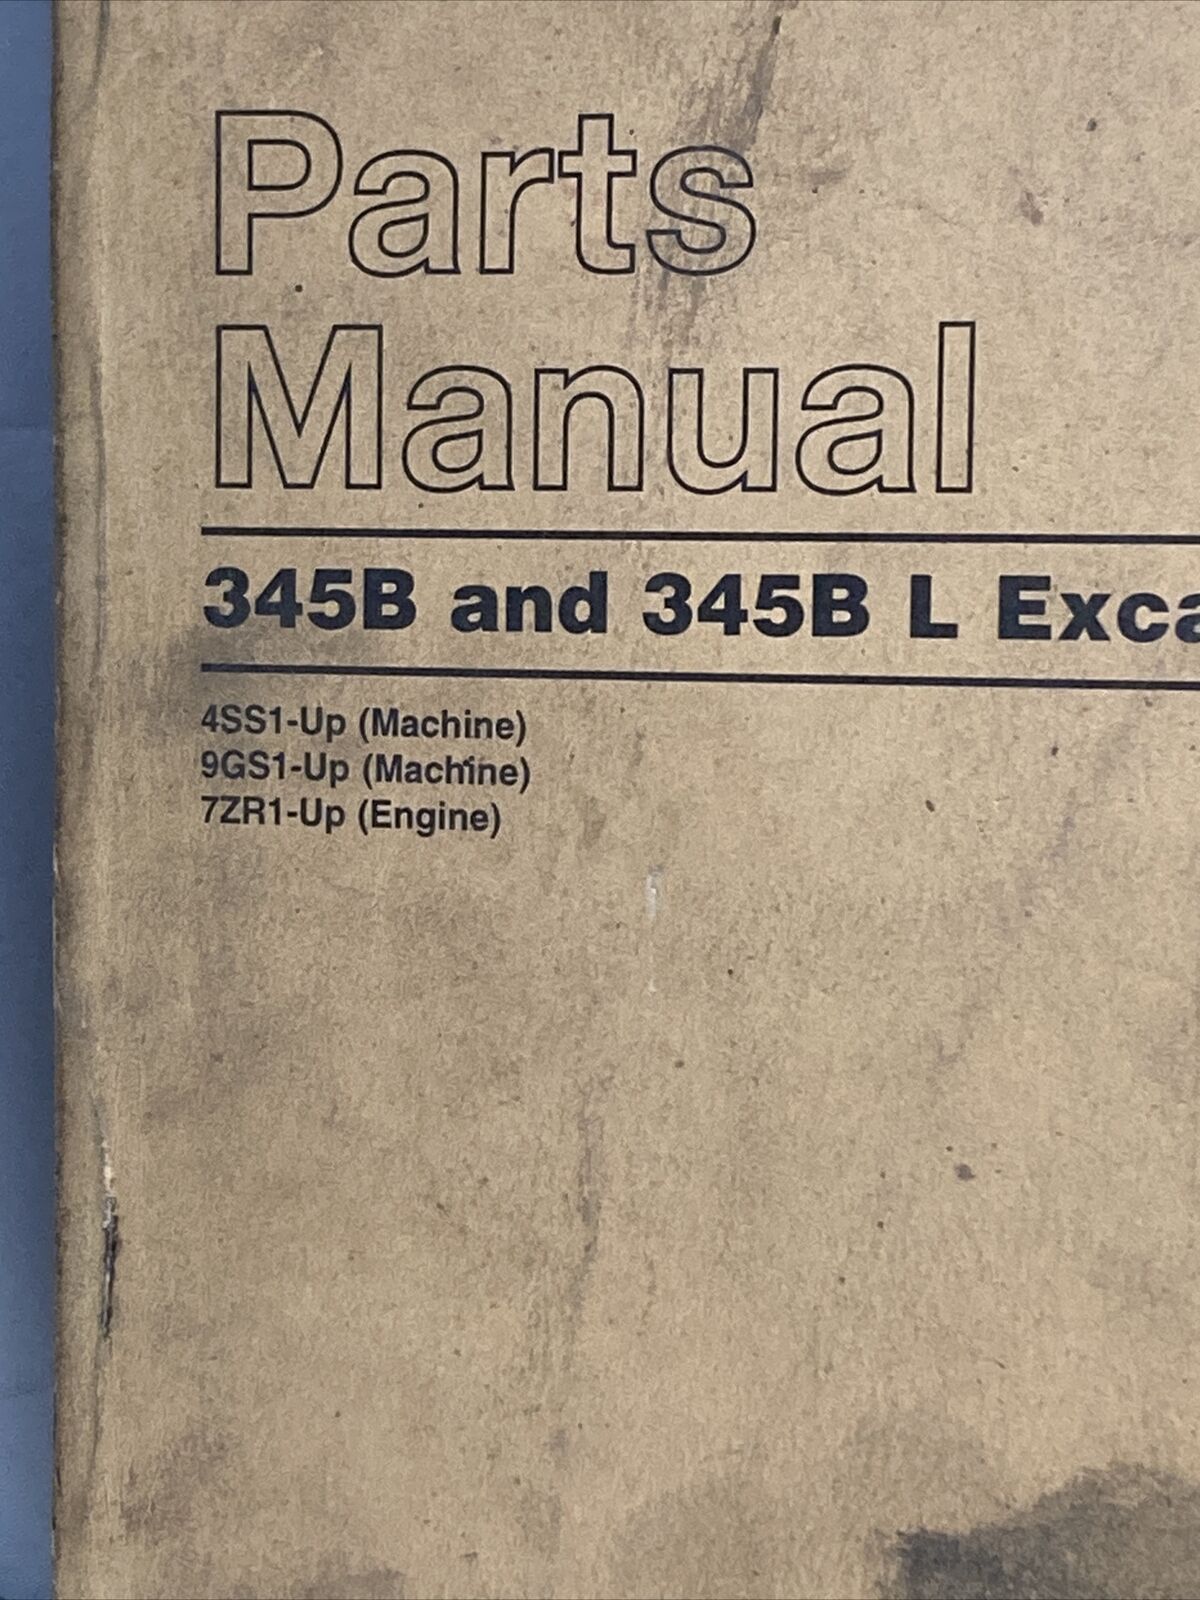 Parts
Manual
345B and 345B L Exca
4SS1-Up (Machine)
9GS1-Up (Machine)
7ZR1-Up (Engine)